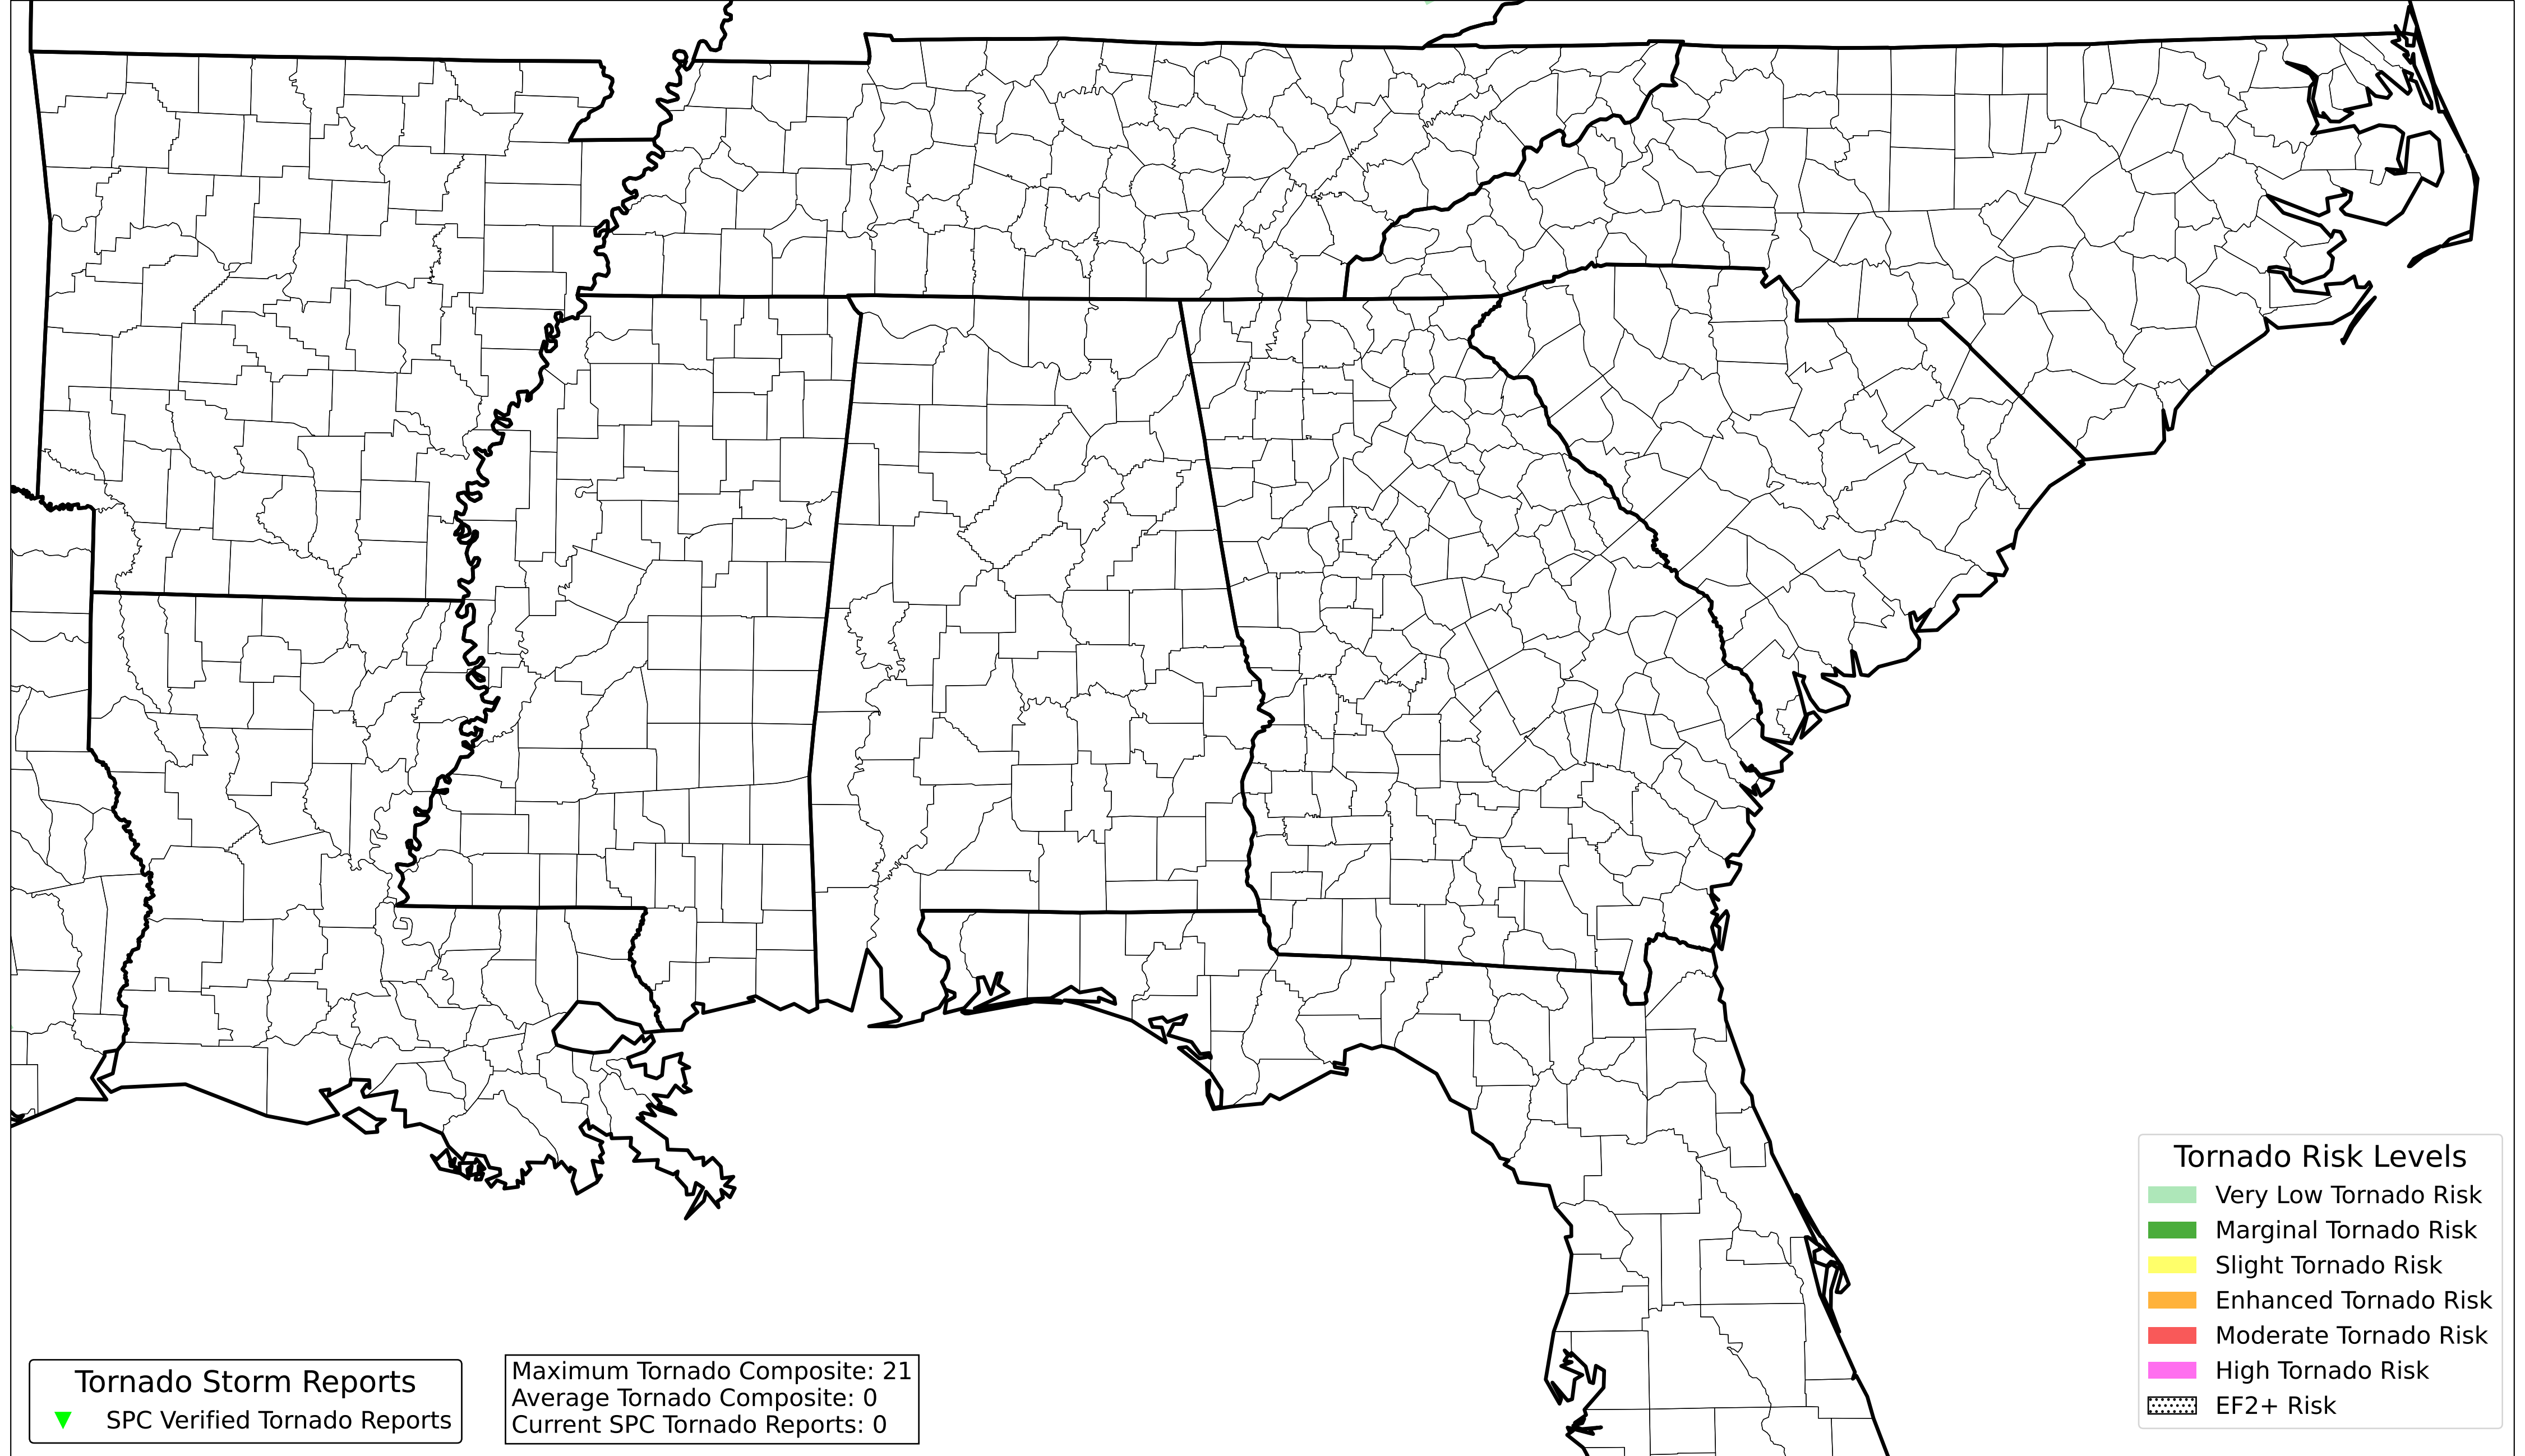 Tornado Risk Levels
Very Low Tornado Risk
Marginal Tornado Risk
Slight Tornado Risk
Enhanced Tornado Risk
Moderate Tornado Risk
High Tornado Risk
EF2+ Risk
Tornado Storm Reports
SPC Verified Tornado Reports
Maximum Tornado Composite: 21
Average Tornado Composite: 0
Current SPC Tornado Reports: 0